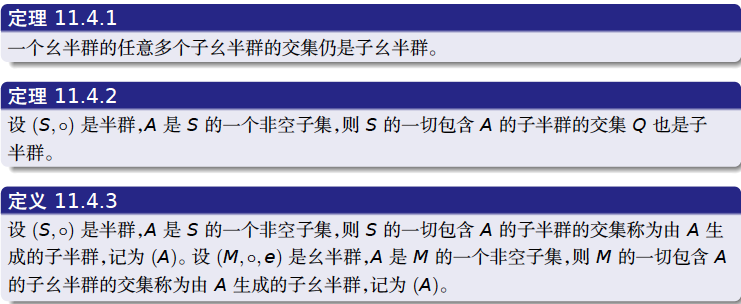 定理 11.4.1
一个幺半群的任意多个子幺半群的交集仍是子幺半群。
定理 11.4.2
设 (S,∘) 是半群,A 是 S 的一个非空子集,则 S 的一切包含 A 的子半群的交集 Q 也是子
半群。
定义 11.4.3
设 (S,∘) 是半群,A 是 S 的一个非空子集,则 S 的一切包含 A 的子半群的交集称为由 A 生
成的子半群,记为 (A)。设 (M,∘,e) 是幺半群,A 是 M 的一个非空子集,则 M 的一切包含 A
的子幺半群的交集称为由 A 生成的子幺半群,记为 (A)。